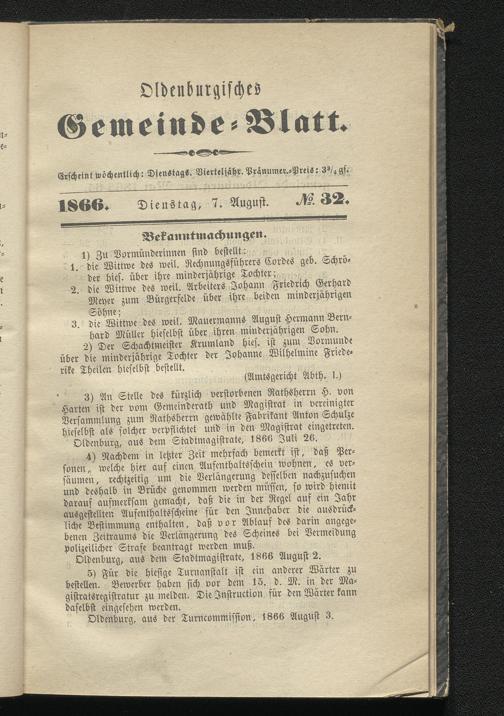 Oldenburgisches
Gemeinde-Blatt.
Erscheint wöchentlich: Dienstags. Vierteljähr. Pränumer.-Preis: 3¾ gs.
1866. Dienstag, 7. August. №. 32.
Bekanntmachungen.
1) Zu Vormünderinnen sind bestellt:
1. die Wittwe des weil. Rechnungsführers Cordes geb. Schrö-
der hies. über ihre minderjährige Tochter;
2. die Wittwe des weil. Arbeiters Johann Friedrich Gerhard
Meyer zum Bürgerfelde über ihre beiden minderjährigen
Söhne;
3. die Wittwe des weil. Mauermanns August Hermann Bern-
hard Müller hieselbst über ihren minderjährigen Sohn.
2) Der Schachtmeister Krumland hies. ist zum Vormunde
über die minderjährige Tochter der Johanne Wilhelmine Friede-
rike Theilen hieselbst bestellt.
(Amtsgericht Abth. I.)
3) An Stelle des kürzlich verstorbenen Rathsherrn H. von
Harten ist der vom Gemeinderath und Magistrat in vereinigter
Versammlung zum Rathsherrn gewählte Fabrikant Anton Schulze
hieselbst als solcher verpflichtet und in den Magistrat eingetreten.
Oldenburg, aus dem Stadtmagistrate, 1866 Juli 26.
4) Nachdem in letzter Zeit mehrfach bemerkt ist, daß Per-
sonen, welche hier auf einen Aufenthaltschein wohnen, es ver-
säumen, rechtzeitig um die Verlängerung desselben nachzusuchen
und deshalb in Brüche genommen werden müssen, so wird hiemit
darauf aufmerksam gemacht, daß die in der Regel auf ein Jahr
ausgestellten Aufenthaltsscheine für den Innehaber die ausdrück-
liche Bestimmung enthalten, daß vor Ablauf des darin angege-
benen Zeitraums die Verlängerung des Scheines bei Vermeidung
polizeilicher Strafe beantragt werden muß.
Oldenburg, aus dem Stadtmagistrate, 1866 August 2.
5) Für die hiesige Turnanstalt ist ein anderer Wärter zu
bestellen. Bewerber haben sich vor dem 15. d. M. in der Ma-
gistratsregistratur zu melden. Die Instruction für den Wärter kann
daselbst eingesehen werden.
Oldenburg, aus der Turncommission, 1866 August 3.